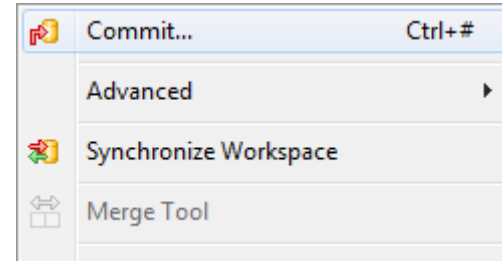 Commit... Ctrl+#
Advanced
Synchronize Workspace
Merge Tool